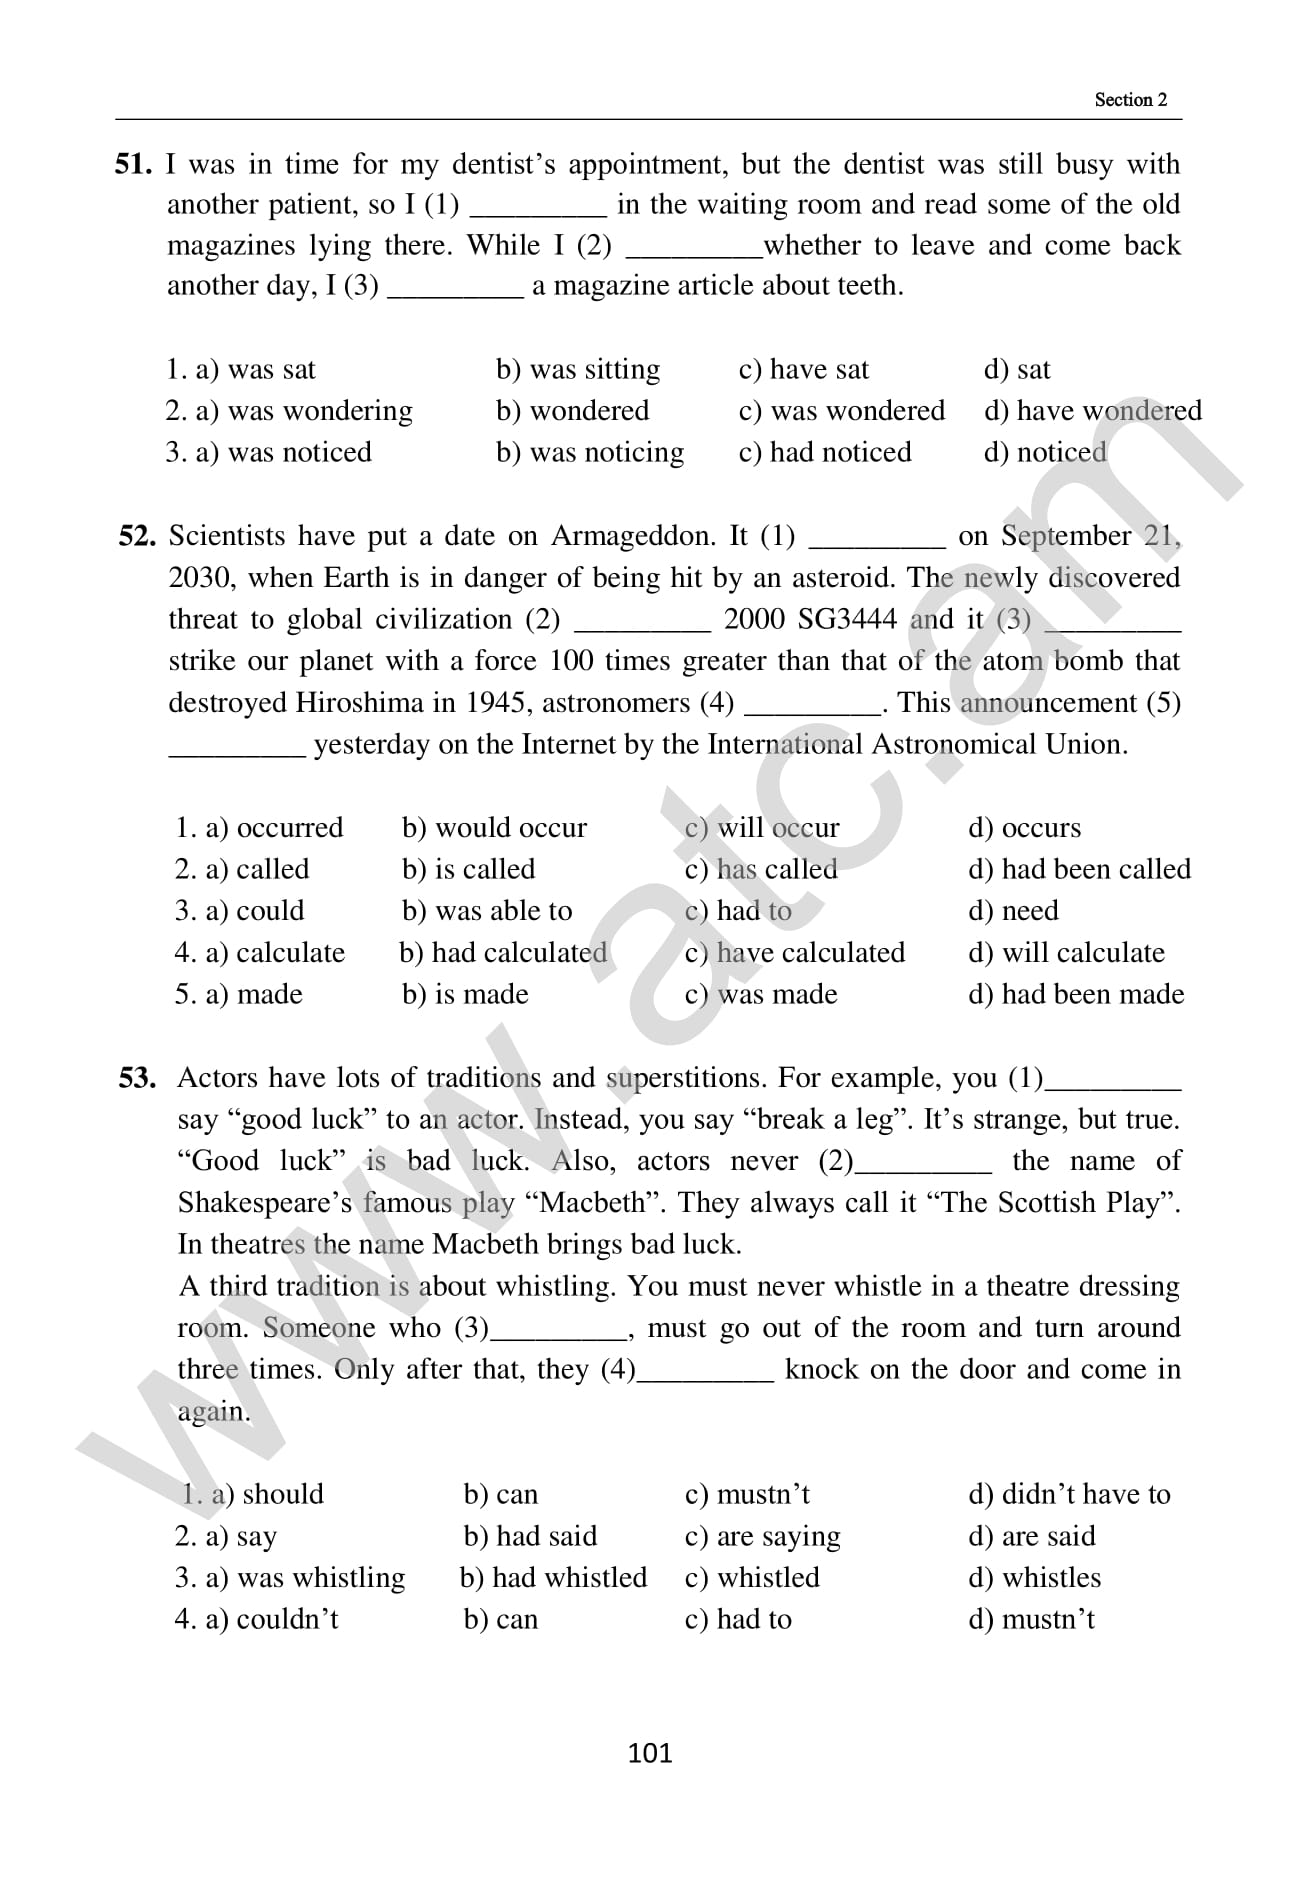 Section 2
51. I was in time for my dentist’s appointment, but the dentist was still busy with
another patient, so I (1) _________ in the waiting room and read some of the old
magazines lying there. While I (2) _________whether to leave and come back
another day, I (3) _________ a magazine article about teeth.
1. a) was sat b) was sitting c) have sat d) sat
2. a) was wondering b) wondered c) was wondered d) have wondered
3. a) was noticed b) was noticing c) had noticed d) noticed
52. Scientists have put a date on Armageddon. It (1) _________ on September 21,
2030, when Earth is in danger of being hit by an asteroid. The newly discovered
threat to global civilization (2) _________ 2000 SG3444 and it (3) _________
strike our planet with a force 100 times greater than that of the atom bomb that
destroyed Hiroshima in 1945, astronomers (4) _________. This announcement (5)
_________ yesterday on the Internet by the International Astronomical Union.
1. a) occurred b) would occur c) will occur d) occurs
2. a) called b) is called c) has called d) had been called
3. a) could b) was able to c) had to d) need
4. a) calculate b) had calculated c) have calculated d) will calculate
5. a) made b) is made c) was made d) had been made
53. Actors have lots of traditions and superstitions. For example, you (1)_________
say “good luck” to an actor. Instead, you say “break a leg”. It’s strange, but true.
“Good luck” is bad luck. Also, actors never (2)_________ the name of
Shakespeare’s famous play “Macbeth”. They always call it “The Scottish Play”.
In theatres the name Macbeth brings bad luck.
A third tradition is about whistling. You must never whistle in a theatre dressing
room. Someone who (3)_________, must go out of the room and turn around
three times. Only after that, they (4)_________ knock on the door and come in
again.
1. a) should b) can c) mustn’t d) didn’t have to
2. a) say b) had said c) are saying d) are said
3. a) was whistling b) had whistled c) whistled d) whistles
4. a) couldn’t b) can c) had to d) mustn’t
101
www.atc.am